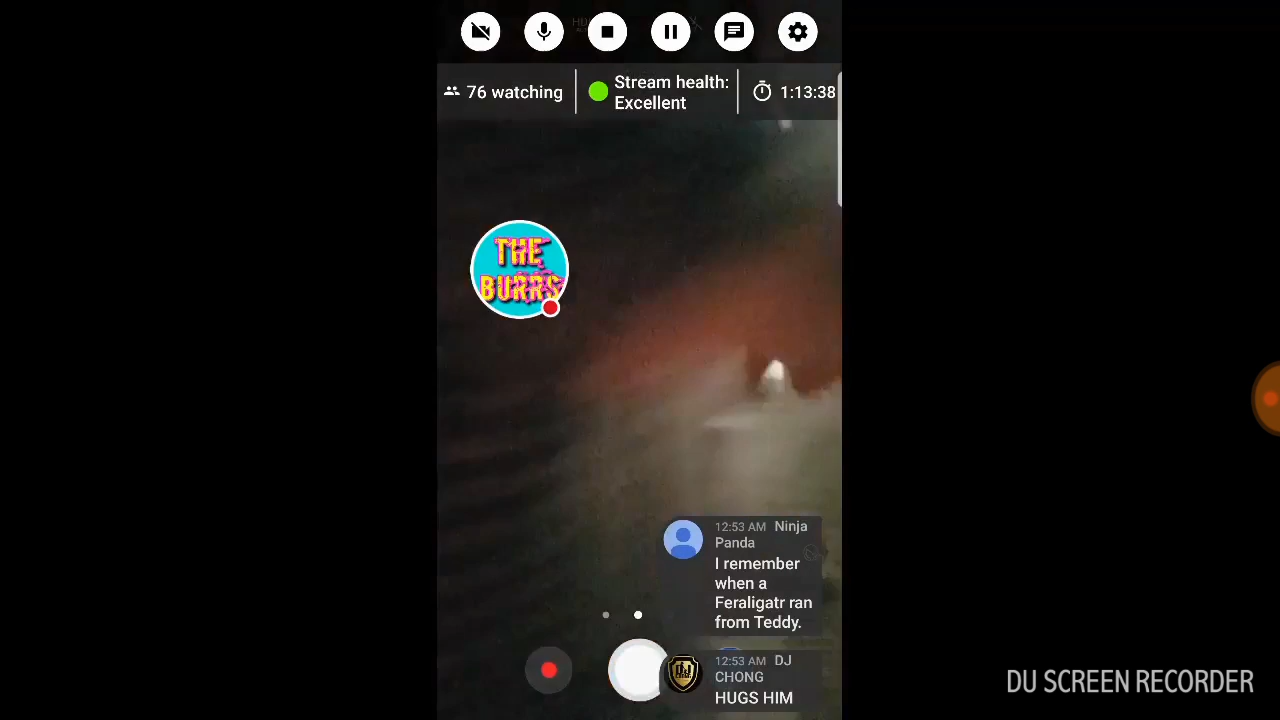 76 watching
Stream health:
Excellent
1:13:38
THE
BURRS
12:53 AM Ninja
Panda
I remember
when a
Feraligatr ran
from Teddy.
12:53 AM DJ
CHONG
HUGS HIM
DU SCREEN RECORDER